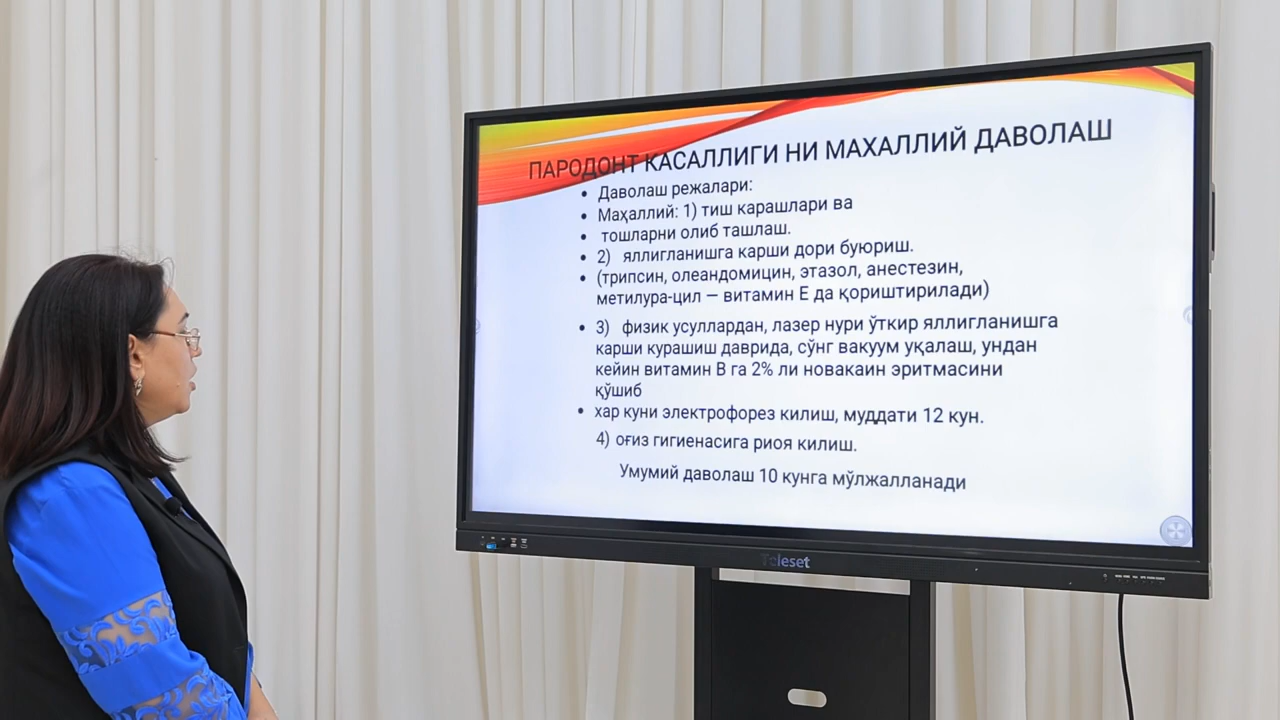 ПАРОДОНТ КАСАЛЛИГИ НИ МАХАЛЛИЙ ДАВОЛАШ
• Даволаш режалари:
• Маҳаллий: 1) тиш карашлари ва
• тошларни олиб ташлаш.
• 2) яллигланишга карши дори буюриш.
• (трипсин, олеандомицин, этазол, анестезин,
метилура-цил — витамин Е да қориштирилади)
• 3) физик усуллардан, лазер нури ўткир яллигланишга
карши курашиш даврида, сўнг вакуум уқалаш, ундан
кейин витамин В га 2% ли новакаин эритмасини
қўшиб
• хар куни электрофорез килиш, муддати 12 кун.
4) оғиз гигиенасига риоя килиш.
Умумий даволаш 10 кунга мўлжалланади
Teleset